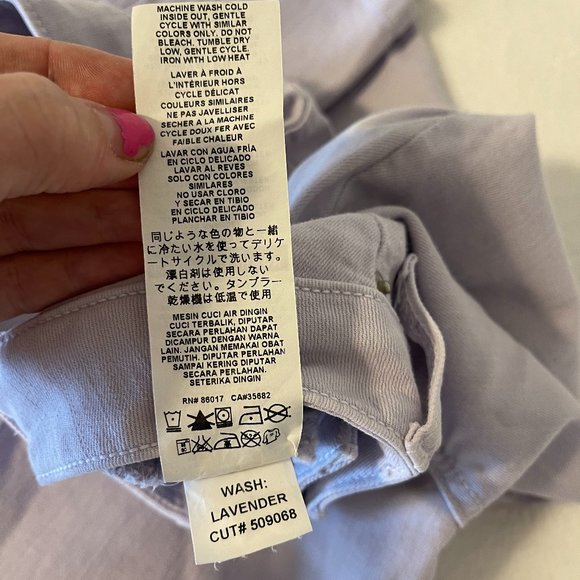 MACHINE WASH COLD
INSIDE OUT, GENTLE
CYCLE WITH SIMILAR
COLORS ONLY. DO NOT
BLEACH. TUMBLE DRY
LOW, GENTLE CYCLE.
IRON WITH LOW HEAT
LAVER À FROID À
L'INTÉRIEUR HORS
CYCLE DÉLICAT
COULEURS SIMILAIRES
NE PAS JAVELLISER
SECHER A LA MACHINE
CYCLE DOUX FER AVEC
FAIBLE CHALEUR
LAVAR CON AGUA FRÍA
EN CICLO DELICADO
LAVAR AL REVES
SOLO CON COLORES
SIMILARES
NO USAR CLORO
Y SECAR EN TIBIO
EN CICLO DELICADO
PLANCHAR EN TIBIO
同じような色の物と一緒
に冷たい水を使ってデリケ
ートサイクルで洗います。
漂白剤は使用しない
でください。タンブラー
乾燥機は低温で使用
MESIN CUCI AIR DINGIN
CUCI TERBALIK, DIPUTAR
SECARA PERLAHAN DAPAT
DICAMPUR DENGAN WARNA
LAIN. JANGAN MEMAKAI OBAT
PEMUTIH. DIPUTAR PERLAHAN
SAMPAI KERING DIPUTAR
SECARA PERLAHAN.
SETERIKA DINGIN
RN# 86017 CA#35682
WASH:
LAVENDER
CUT# 509068